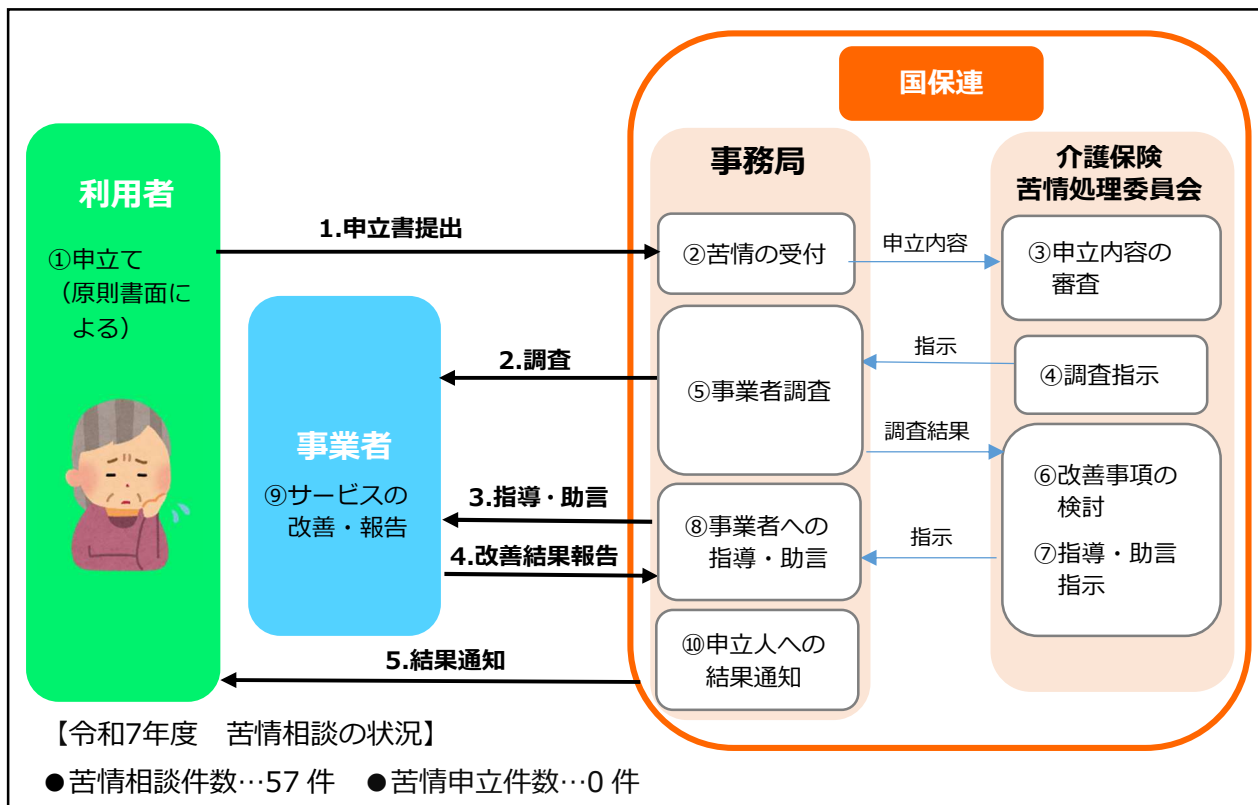 国保連
利用者
①申立て
（原則書面に
よる）
1.申立書提出
事務局
②苦情の受付
申立内容
介護保険
苦情処理委員会
③申立内容の
審査
2.調査
⑤事業者調査
指示
④調査指示
調査結果
事業者
⑨サービスの
改善・報告
3.指導・助言
4.改善結果報告
⑧事業者への
指導・助言
指示
⑥改善事項の
検討
⑦指導・助言
指示
5.結果通知
⑩申立人への
結果通知
【令和7年度　苦情相談の状況】
●苦情相談件数…57 件　●苦情申立件数…0 件